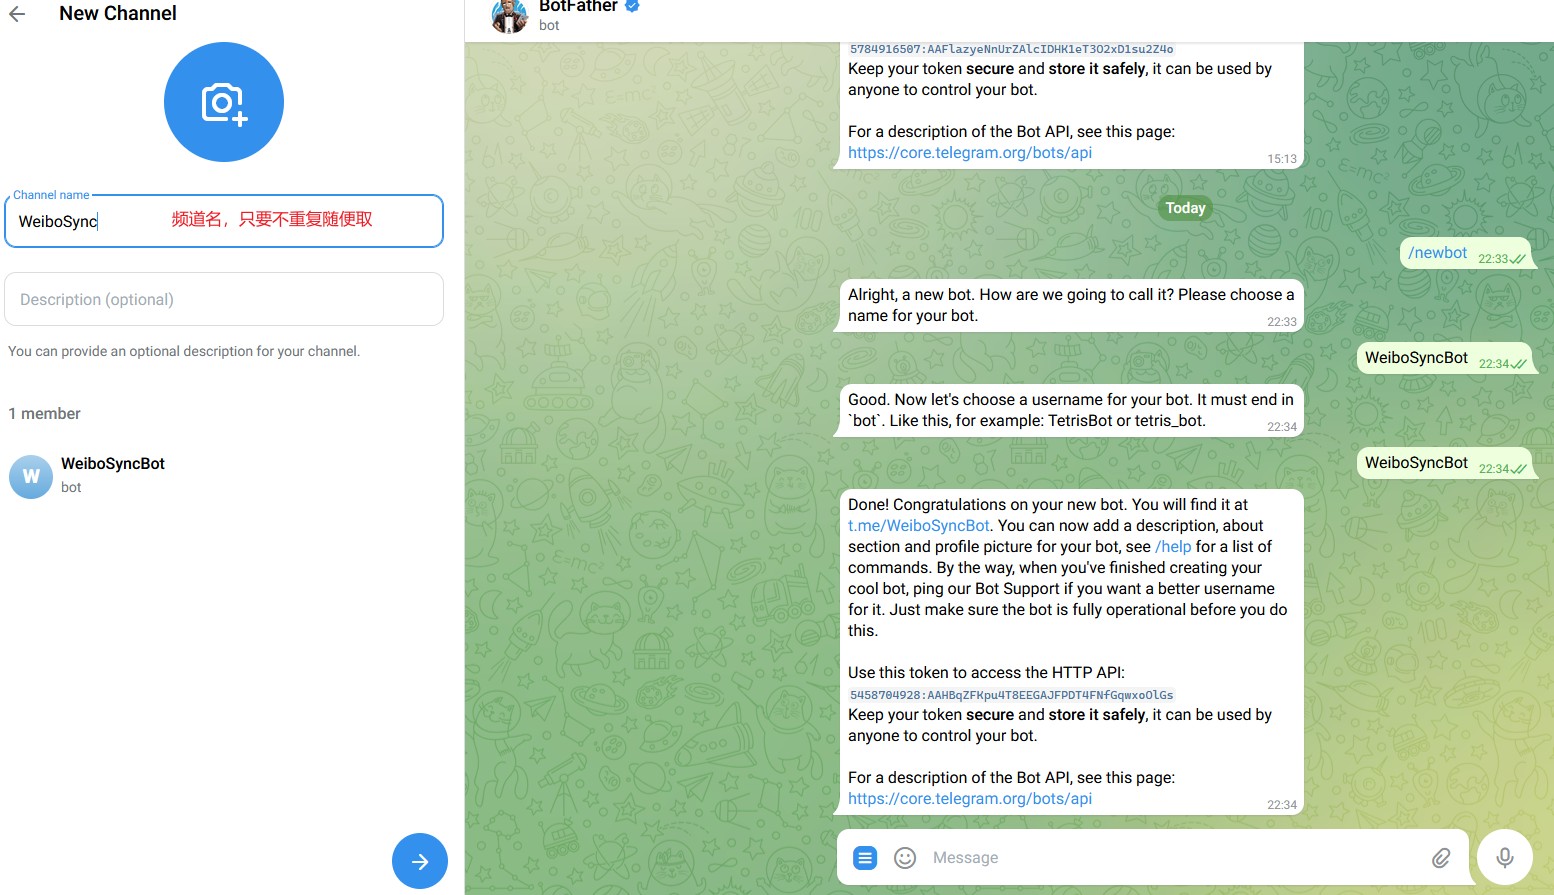 New Channel
Channel name
WeiboSync
频道名，只要不重复随便取
Description (optional)
You can provide an optional description for your channel.
1 member
W
WeiboSyncBot
bot
BotFather
bot
5784916507:AAFlazyeNnUrZAlcIDHK1eT3O2xD1su2Z4o
Keep your token secure and store it safely, it can be used by
anyone to control your bot.
For a description of the Bot API, see this page:
https://core.telegram.org/bots/api
15:13
Today
/newbot
22:33
Alright, a new bot. How are we going to call it? Please choose a
name for your bot.
22:33
WeiboSyncBot
22:34
Good. Now let's choose a username for your bot. It must end in
`bot`. Like this, for example: TetrisBot or tetris_bot.
22:34
WeiboSyncBot
22:34
Done! Congratulations on your new bot. You will find it at
t.me/WeiboSyncBot. You can now add a description, about
section and profile picture for your bot, see /help for a list of
commands. By the way, when you've finished creating your
cool bot, ping our Bot Support if you want a better username
for it. Just make sure the bot is fully operational before you do
this.
Use this token to access the HTTP API:
5458704928:AAHBqZFKpu4T8EEGAJFPDT4FNfGqwxoOlGs
Keep your token secure and store it safely, it can be used by
anyone to control your bot.
For a description of the Bot API, see this page:
https://core.telegram.org/bots/api
22:34
Message